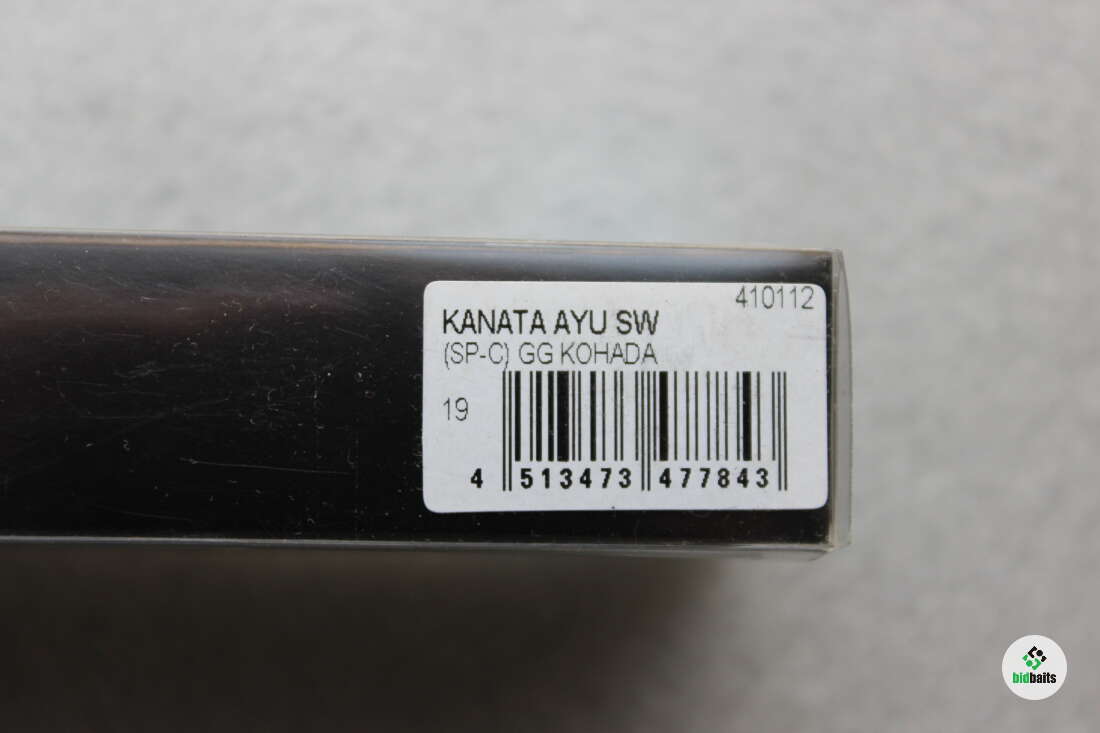 410112
KANATA AYU SW
(SP-C) GG KOHADA
19
4 513473 477843
bidbaits